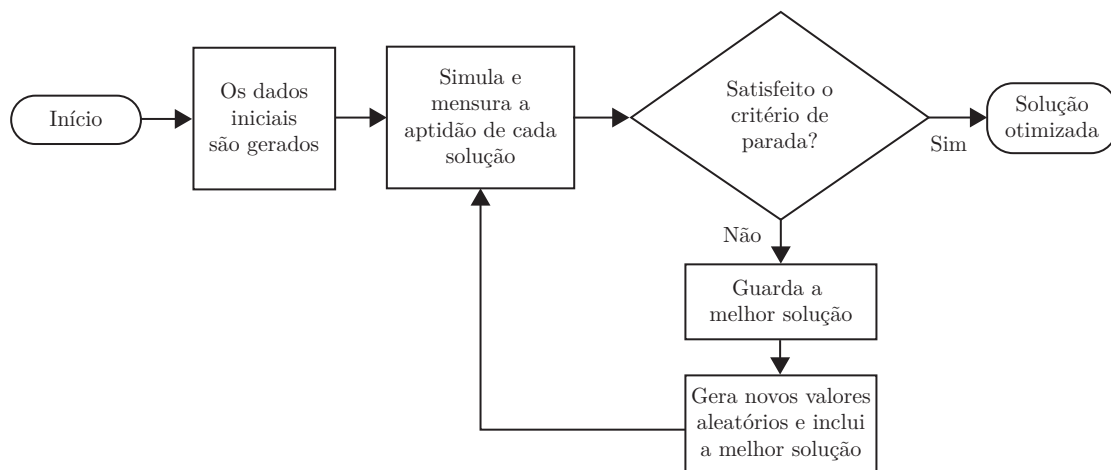 Início
Os dados
iniciais
são gerados
Simula e
mensura a
aptidão de cada
solução
Satisfeito o
critério de
parada?
Sim
Solução
otimizada
Não
Guarda a
melhor solução
Gera novos valores
aleatórios e inclui
a melhor solução